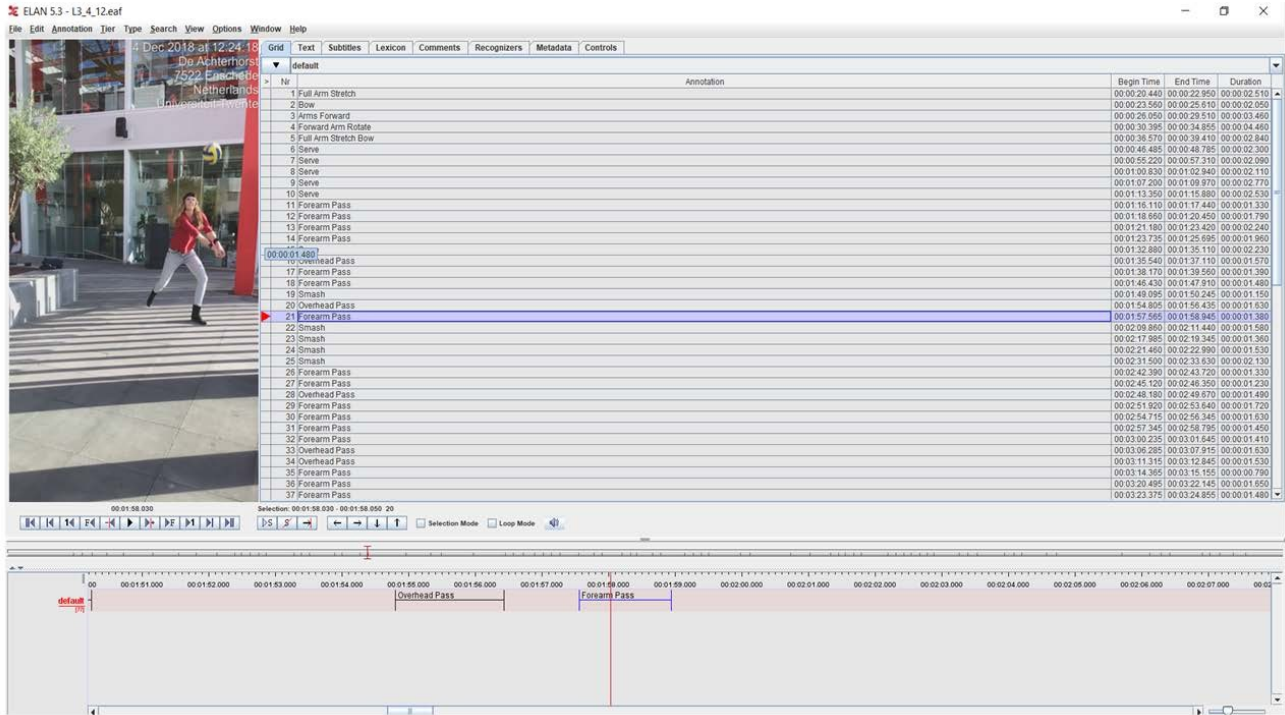 ELAN 5.3 - L3_4_12.eaf
File Edit Annotation Tier Type Search View Options Window Help
4 Dec 2018 at 12:24:18
De Achterhorst
7522 Enschede
Netherlands
Universiteit Twente
Grid Text Subtitles Lexicon Comments Recognizers Metadata Controls
default
> Nr Annotation Begin Time End Time Duration
1 Full Arm Stretch 00:00:20.440 00:00:22.950 00:00:02.510
2 Bow 00:00:23.560 00:00:25.610 00:00:02.050
3 Arms Forward 00:00:26.050 00:00:29.510 00:00:03.460
4 Forward Arm Rotate 00:00:30.395 00:00:34.855 00:00:04.460
5 Full Arm Stretch Bow 00:00:36.570 00:00:39.410 00:00:02.840
6 Serve 00:00:46.485 00:00:48.785 00:00:02.300
7 Serve 00:00:55.220 00:00:57.310 00:00:02.090
8 Serve 00:01:00.830 00:01:02.940 00:00:02.110
9 Serve 00:01:07.200 00:01:09.970 00:00:02.770
10 Serve 00:01:13.350 00:01:15.880 00:00:02.530
11 Forearm Pass 00:01:16.110 00:01:17.440 00:00:01.330
12 Forearm Pass 00:01:18.660 00:01:20.450 00:00:01.790
13 Forearm Pass 00:01:21.180 00:01:23.420 00:00:02.240
14 Forearm Pass 00:01:23.735 00:01:25.695 00:00:01.960
00:01:32.880 00:01:35.110 00:00:02.230
00:00:01.480
16 Overhead Pass 00:01:35.540 00:01:37.110 00:00:01.570
17 Forearm Pass 00:01:38.170 00:01:39.560 00:00:01.390
18 Forearm Pass 00:01:46.430 00:01:47.910 00:00:01.480
19 Smash 00:01:49.095 00:01:50.245 00:00:01.150
20 Overhead Pass 00:01:54.805 00:01:56.435 00:00:01.630
21 Forearm Pass 00:01:57.565 00:01:58.945 00:00:01.380
22 Smash 00:02:09.860 00:02:11.440 00:00:01.580
23 Smash 00:02:17.985 00:02:19.345 00:00:01.360
24 Smash 00:02:21.460 00:02:22.990 00:00:01.530
25 Smash 00:02:31.500 00:02:33.630 00:00:02.130
26 Forearm Pass 00:02:42.390 00:02:43.720 00:00:01.330
27 Forearm Pass 00:02:45.120 00:02:46.350 00:00:01.230
28 Overhead Pass 00:02:48.180 00:02:49.670 00:00:01.490
29 Forearm Pass 00:02:51.920 00:02:53.640 00:00:01.720
30 Forearm Pass 00:02:54.715 00:02:56.345 00:00:01.630
31 Forearm Pass 00:02:57.345 00:02:58.795 00:00:01.450
32 Forearm Pass 00:03:00.235 00:03:01.645 00:00:01.410
33 Overhead Pass 00:03:06.285 00:03:07.915 00:00:01.630
34 Overhead Pass 00:03:11.315 00:03:12.845 00:00:01.530
35 Forearm Pass 00:03:14.365 00:03:15.155 00:00:00.790
36 Forearm Pass 00:03:20.495 00:03:22.145 00:00:01.650
37 Forearm Pass 00:03:23.375 00:03:24.855 00:00:01.480
00:01:58.030 Selection: 00:01:58.030 - 00:01:58.050 20
Selection Mode Loop Mode
00 00:01:51.000 00:01:52.000 00:01:53.000 00:01:54.000 00:01:55.000 00:01:56.000 00:01:57.000 00:01:58.000 00:01:59.000 00:02:00.000 00:02:01.000 00:02:02.000 00:02:03.000 00:02:04.000 00:02:05.000 00:02:06.000 00:02:07.000 00:02
default Overhead Pass Forearm Pass